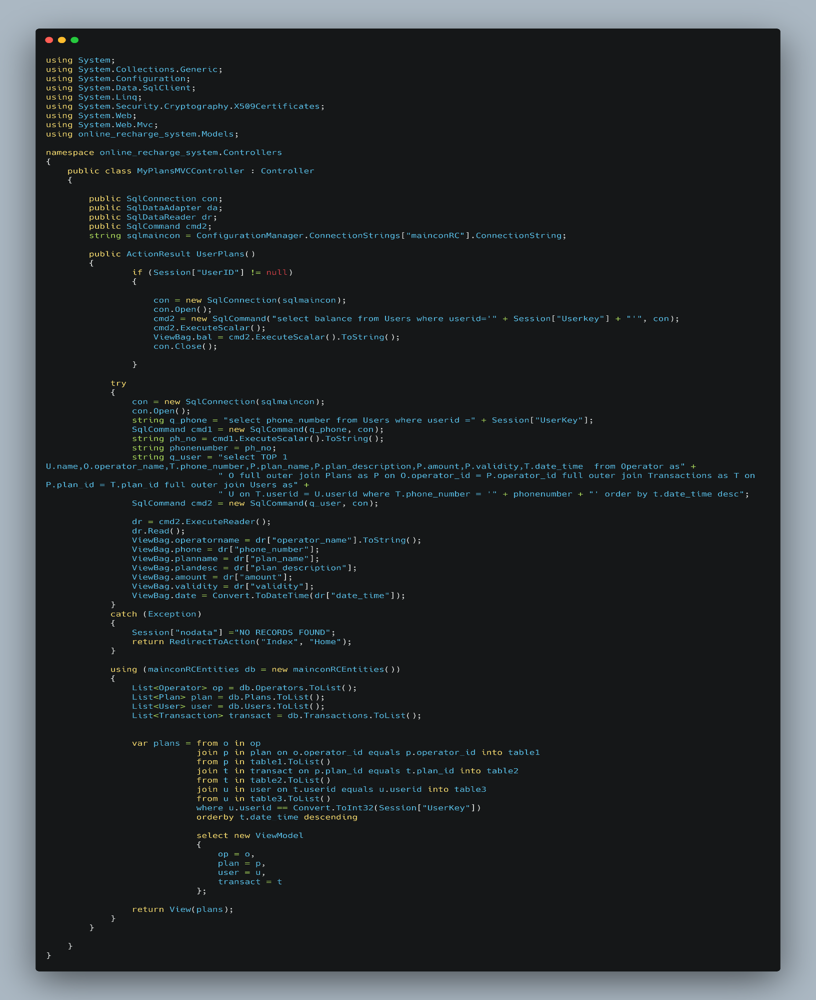 using System;
using System.Collections.Generic;
using System.Configuration;
using System.Data.SqlClient;
using System.Linq;
using System.Security.Cryptography.X509Certificates;
using System.Web;
using System.Web.Mvc;
using online_recharge_system.Models;

namespace online_recharge_system.Controllers
{
    public class MyPlansMVCController : Controller
    {

        public SqlConnection con;
        public SqlDataAdapter da;
        public SqlDataReader dr;
        public SqlCommand cmd2;
        string sqlmaincon = ConfigurationManager.ConnectionStrings["mainconRC"].ConnectionString;

        public ActionResult UserPlans()
        {
                if (Session["UserID"] != null)
                {

                    con = new SqlConnection(sqlmaincon);
                    con.Open();
                    cmd2 = new SqlCommand("select balance from Users where userid='" + Session["Userkey"] + "'", con);
                    cmd2.ExecuteScalar();
                    ViewBag.bal = cmd2.ExecuteScalar().ToString();
                    con.Close();

                }

            try
            {
                con = new SqlConnection(sqlmaincon);
                con.Open();
                string q_phone = "select phone_number from Users where userid =" + Session["UserKey"];
                SqlCommand cmd1 = new SqlCommand(q_phone, con);
                string ph_no = cmd1.ExecuteScalar().ToString();
                string phonenumber = ph_no;
                string q_user = "select TOP 1
U.name,O.operator_name,T.phone_number,P.plan_name,P.plan_description,P.amount,P.validity,T.date_time  from Operator as" +
                                " O full outer join Plans as P on O.operator_id = P.operator_id full outer join Transactions as T on
P.plan_id = T.plan_id full outer join Users as" +
                                " U on T.userid = U.userid where T.phone_number = '" + phonenumber + "' order by t.date_time desc";
                SqlCommand cmd2 = new SqlCommand(q_user, con);

                dr = cmd2.ExecuteReader();
                dr.Read();
                ViewBag.operatorname = dr["operator_name"].ToString();
                ViewBag.phone = dr["phone_number"];
                ViewBag.planname = dr["plan_name"];
                ViewBag.plandesc = dr["plan_description"];
                ViewBag.amount = dr["amount"];
                ViewBag.validity = dr["validity"];
                ViewBag.date = Convert.ToDateTime(dr["date_time"]);
            }
            catch (Exception)
            {
                Session["nodata"] ="NO RECORDS FOUND";
                return RedirectToAction("Index", "Home");
            }

            using (mainconRCEntities db = new mainconRCEntities())
            {
                List<Operator> op = db.Operators.ToList();
                List<Plan> plan = db.Plans.ToList();
                List<User> user = db.Users.ToList();
                List<Transaction> transact = db.Transactions.ToList();


                var plans = from o in op
                            join p in plan on o.operator_id equals p.operator_id into table1
                            from p in table1.ToList()
                            join t in transact on p.plan_id equals t.plan_id into table2
                            from t in table2.ToList()
                            join u in user on t.userid equals u.userid into table3
                            from u in table3.ToList()
                            where u.userid == Convert.ToInt32(Session["UserKey"])
                            orderby t.date_time descending

                            select new ViewModel
                            {
                                op = o,
                                plan = p,
                                user = u,
                                transact = t
                            };

                return View(plans);
            }
        }

    }
}